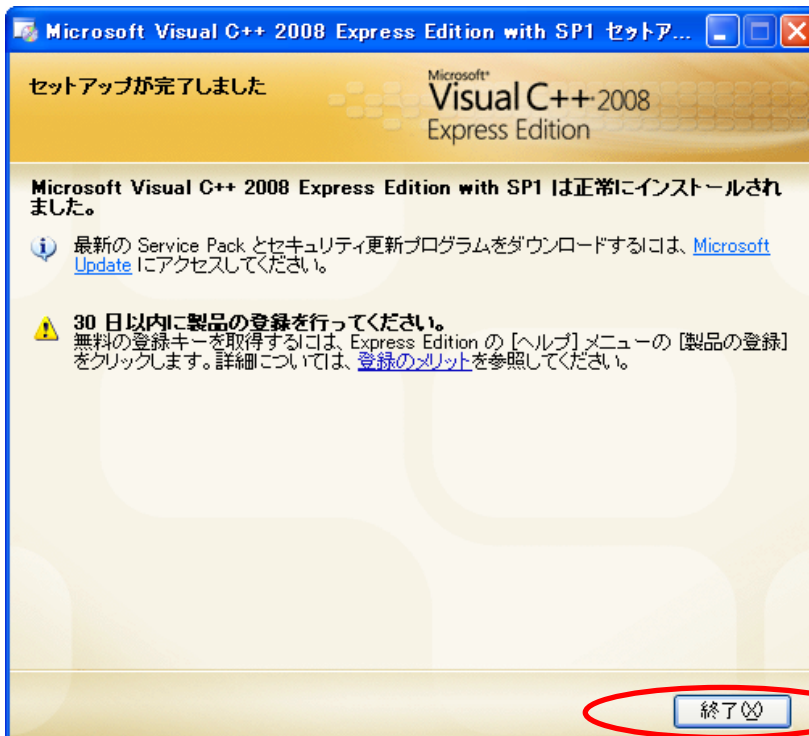 Microsoft Visual C++ 2008 Express Edition with SP1 セットア...
セットアップが完了しました
Microsoft®
Visual C++ 2008
Express Edition
Microsoft Visual C++ 2008 Express Edition with SP1 は正常にインストールされ
ました。
最新の Service Pack とセキュリティ更新プログラムをダウンロードするには、Microsoft
Update にアクセスしてください。
30 日以内に製品の登録を行ってください。
無料の登録キーを取得するには、Express Edition の [ヘルプ] メニューの [製品の登録]
をクリックします。詳細については、登録のメリットを参照してください。
終了(X)